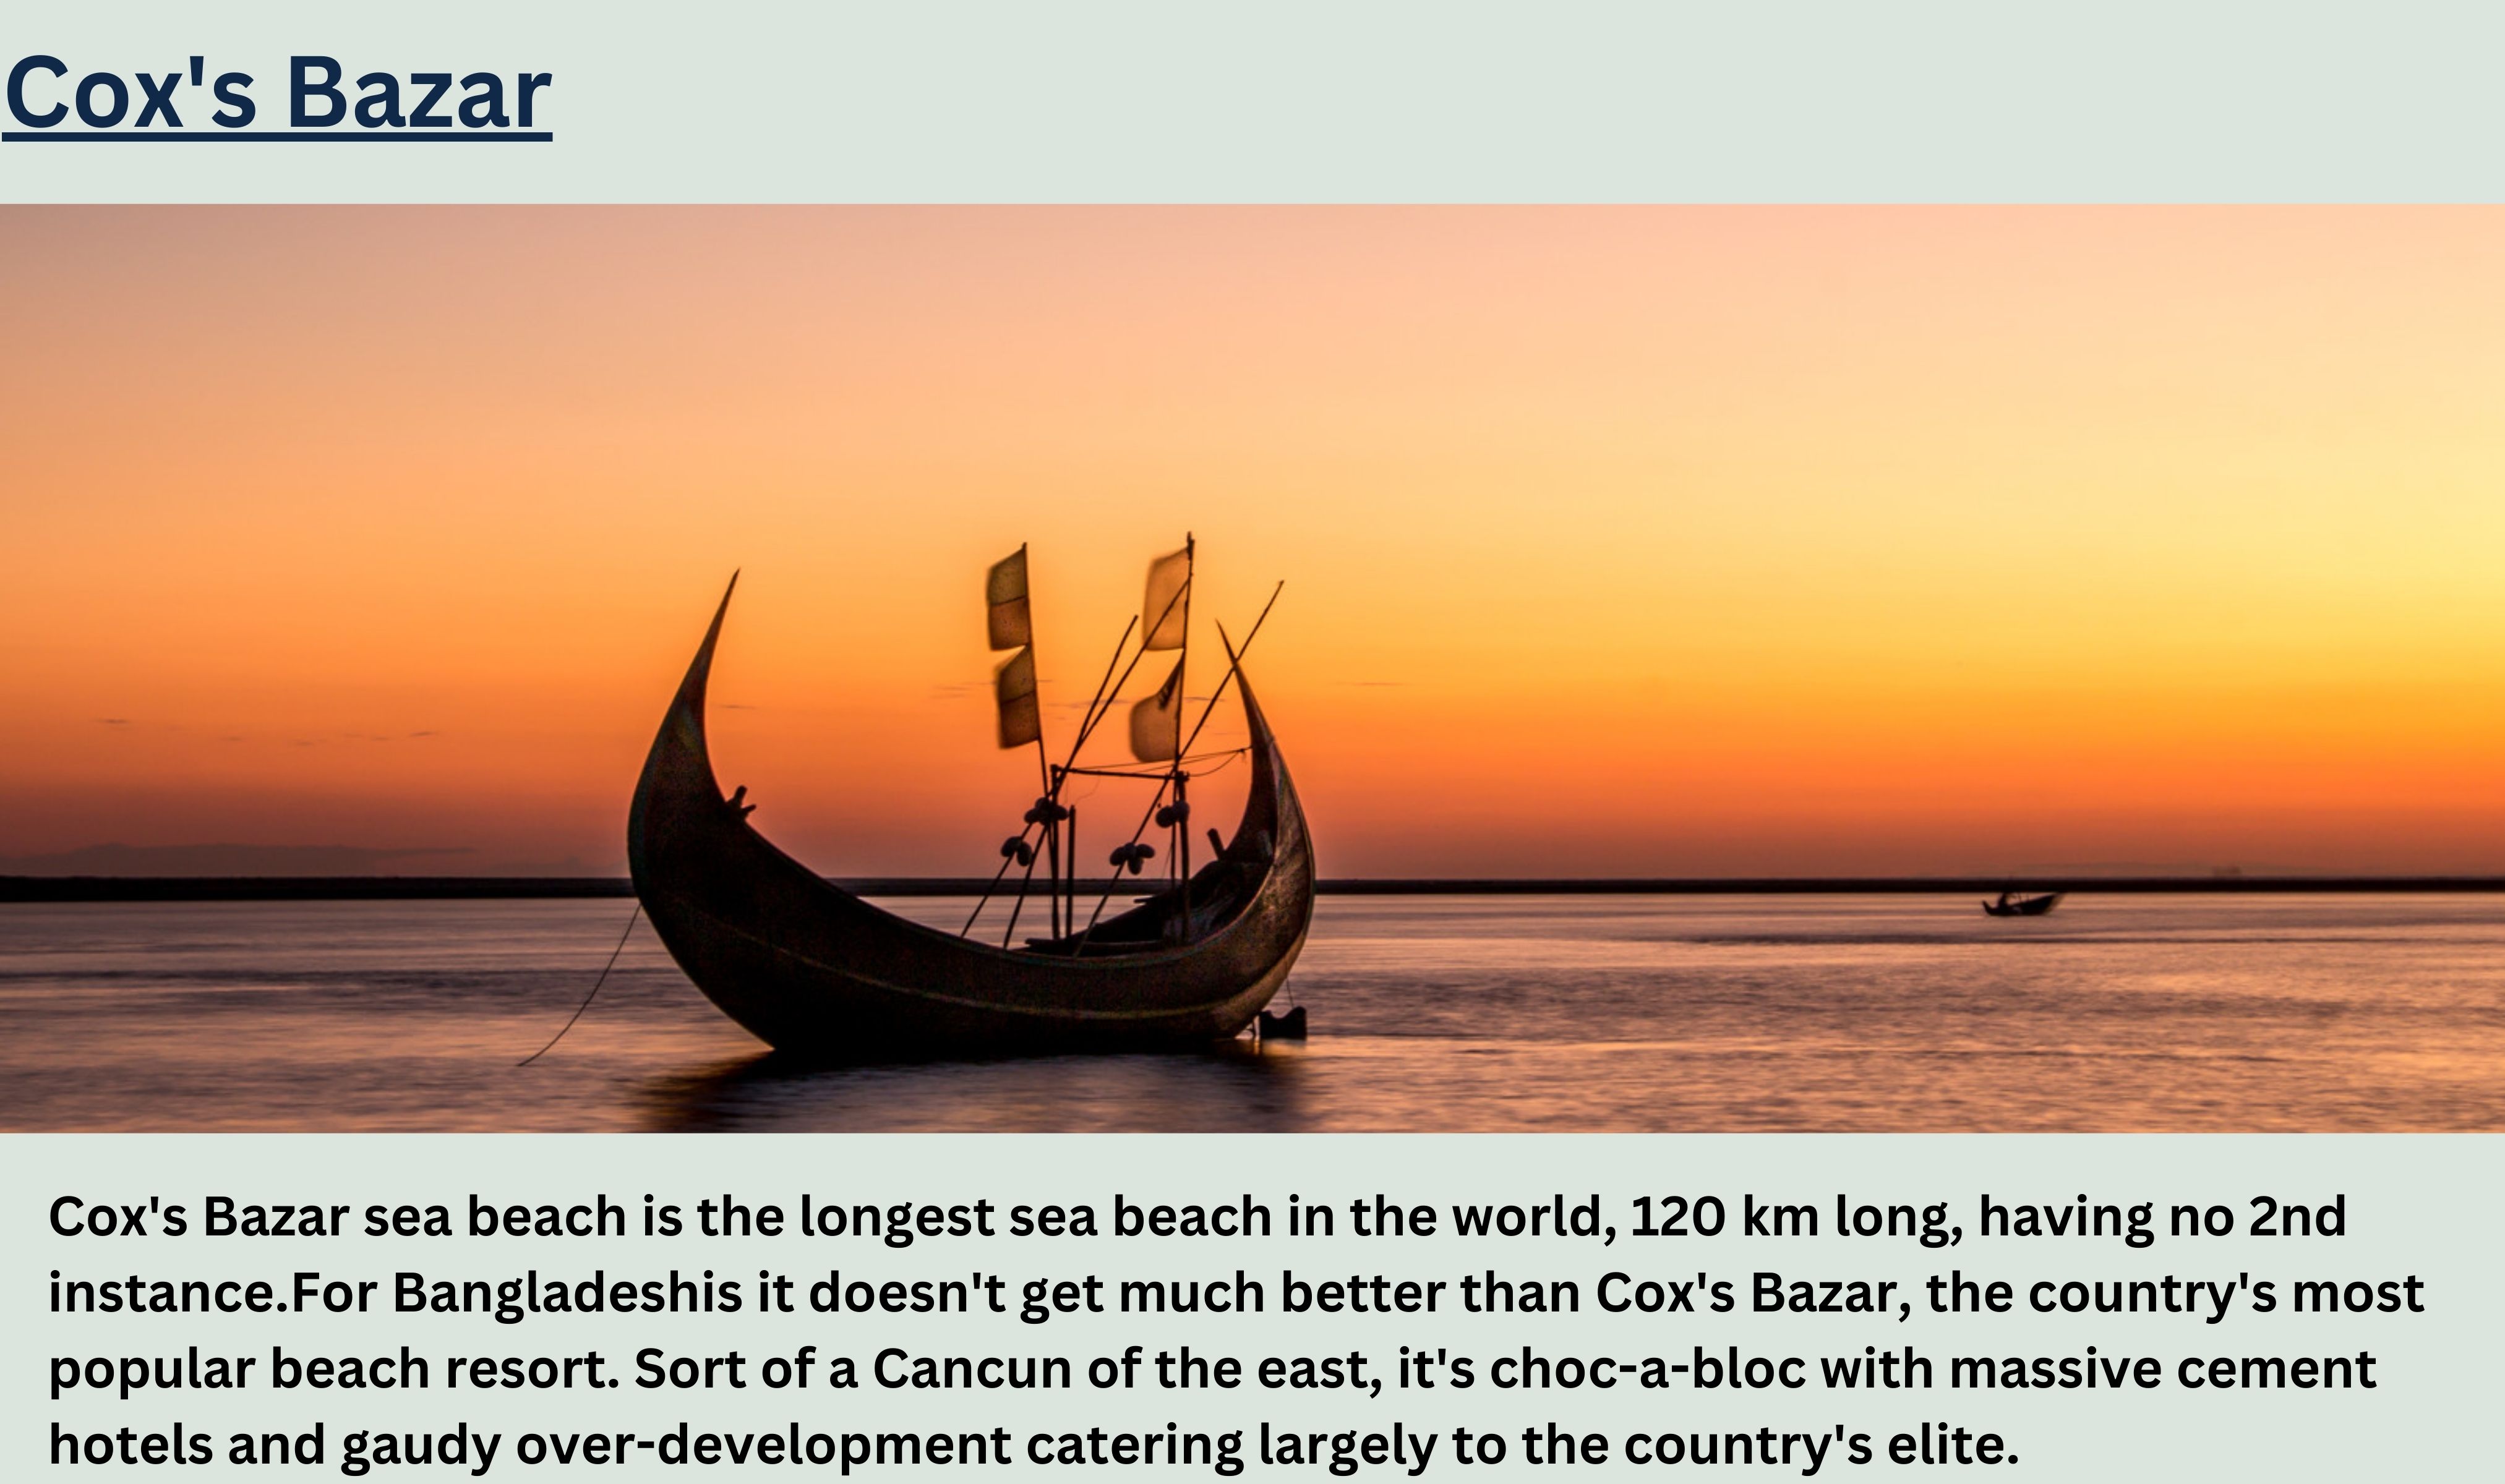 Cox's Bazar
Cox's Bazar sea beach is the longest sea beach in the world, 120 km long, having no 2nd
instance.For Bangladeshis it doesn't get much better than Cox's Bazar, the country's most
popular beach resort. Sort of a Cancun of the east, it's choc-a-bloc with massive cement
hotels and gaudy over-development catering largely to the country's elite.